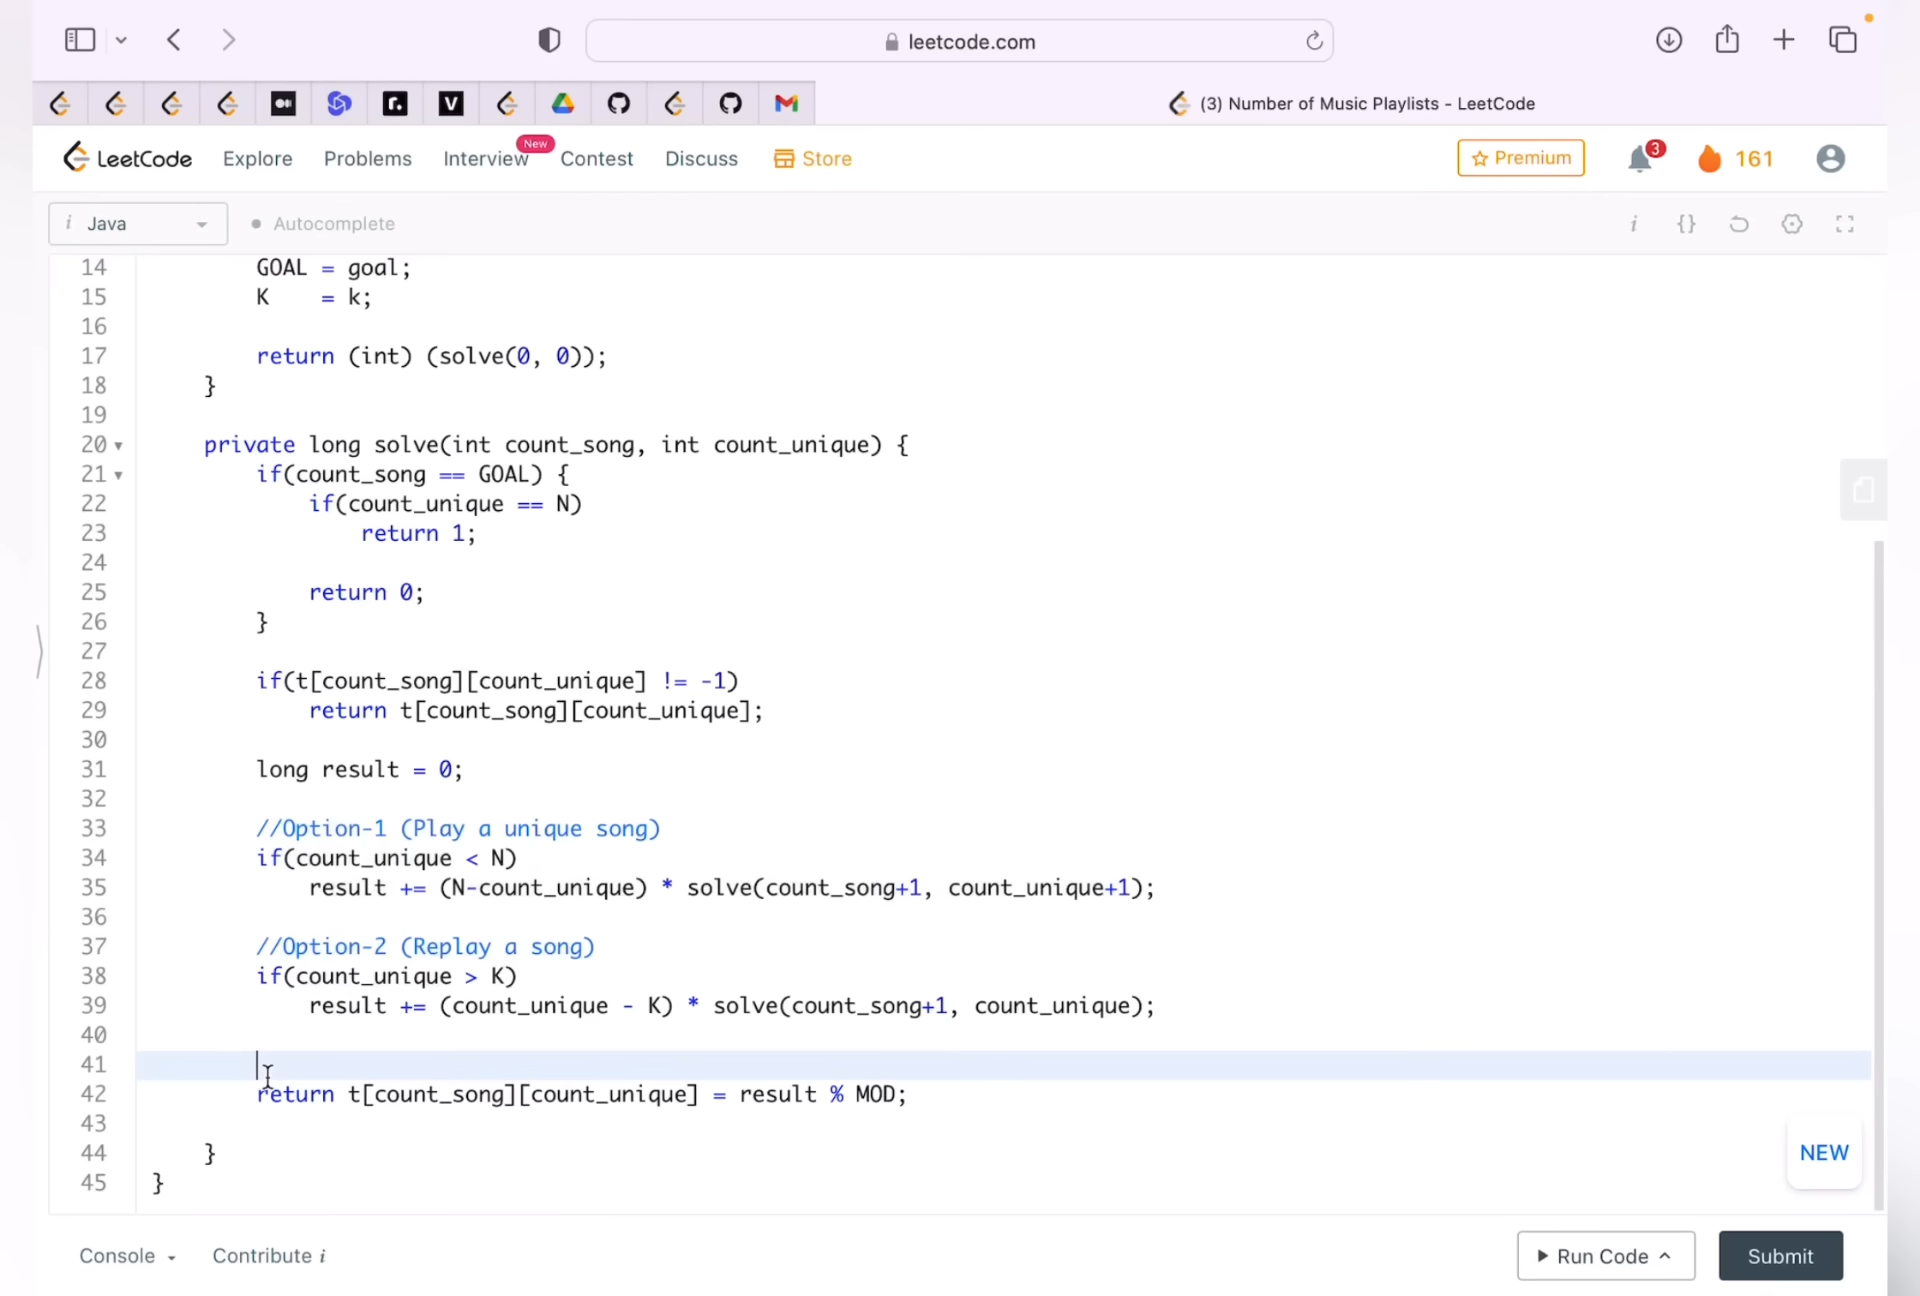 leetcode.com
(3) Number of Music Playlists - LeetCode
LeetCode Explore Problems Interview New Contest Discuss Store Premium 3 161
i Java Autocomplete i {}
14 GOAL = goal;
15 K    = k;
16
17 return (int) (solve(0, 0));
18 }
19
20 private long solve(int count_song, int count_unique) {
21 if(count_song == GOAL) {
22 if(count_unique == N)
23 return 1;
24
25 return 0;
26 }
27
28 if(t[count_song][count_unique] != -1)
29 return t[count_song][count_unique];
30
31 long result = 0;
32
33 //Option-1 (Play a unique song)
34 if(count_unique < N)
35 result += (N-count_unique) * solve(count_song+1, count_unique+1);
36
37 //Option-2 (Replay a song)
38 if(count_unique > K)
39 result += (count_unique - K) * solve(count_song+1, count_unique);
40
41
42 return t[count_song][count_unique] = result % MOD;
43
44 }
45 }
NEW
Console Contribute i Run Code Submit